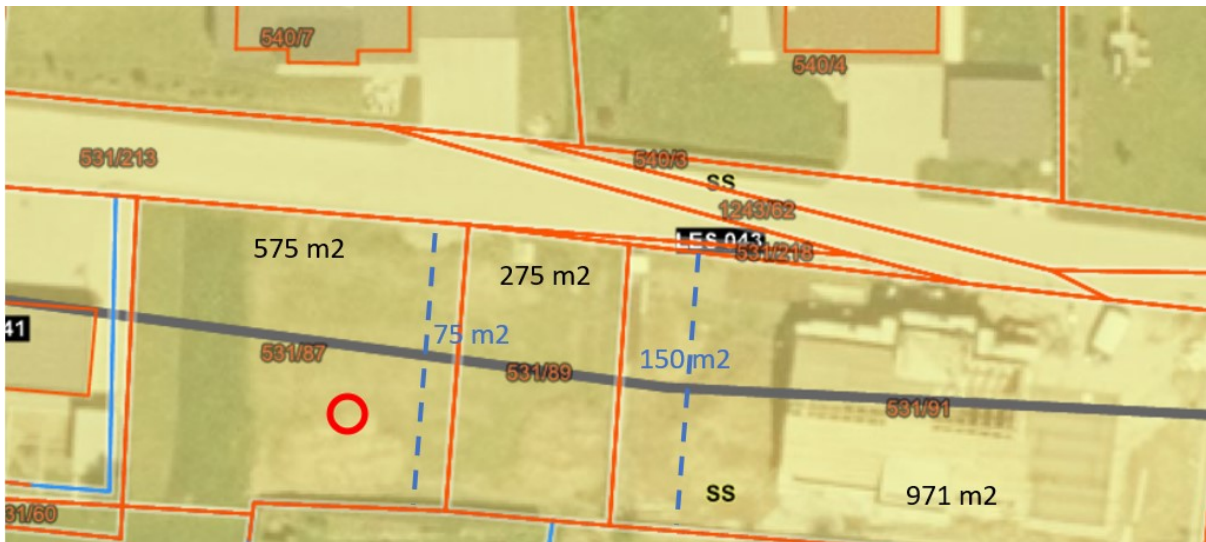 540/7
540/4
531/213
540/3
SS
1243/62
LES 043
531/218
575 m2
275 m2
41
75 m2
531/87
531/89
150 m2
531/91
SS
971 m2
31/60